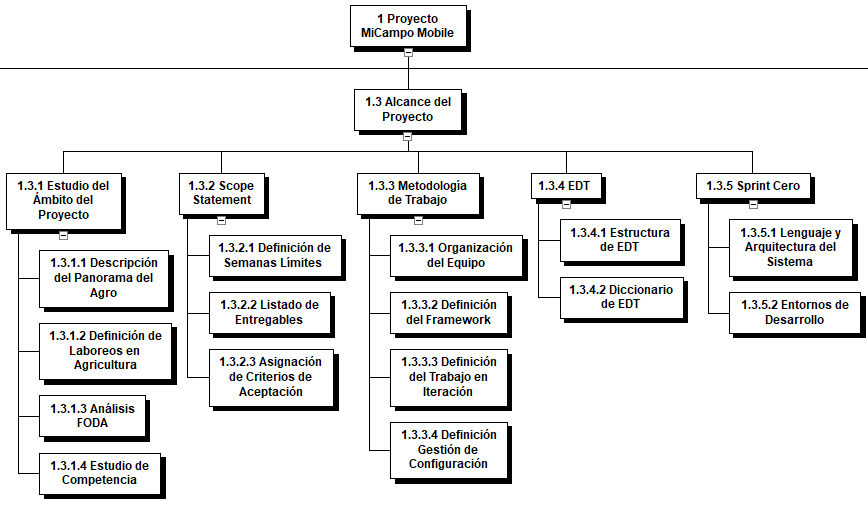 1 Proyecto
MiCampo Mobile
1.3 Alcance del
Proyecto
1.3.1 Estudio del
Ámbito del
Proyecto
1.3.1.1 Descripción
del Panorama del
Agro
1.3.1.2 Definición de
Laboreos en
Agricultura
1.3.1.3 Análisis
FODA
1.3.1.4 Estudio de
Competencia
1.3.2 Scope
Statement
1.3.2.1 Definición de
Semanas Límites
1.3.2.2 Listado de
Entregables
1.3.2.3 Asignación
de Criterios de
Aceptación
1.3.3 Metodología
de Trabajo
1.3.3.1 Organización
del Equipo
1.3.3.2 Definición
del Framework
1.3.3.3 Definición
del Trabajo en
Iteración
1.3.3.4 Definición
Gestión de
Configuración
1.3.4 EDT
1.3.4.1 Estructura
de EDT
1.3.4.2 Diccionario
de EDT
1.3.5 Sprint Cero
1.3.5.1 Lenguaje y
Arquitectura del
Sistema
1.3.5.2 Entornos de
Desarrollo